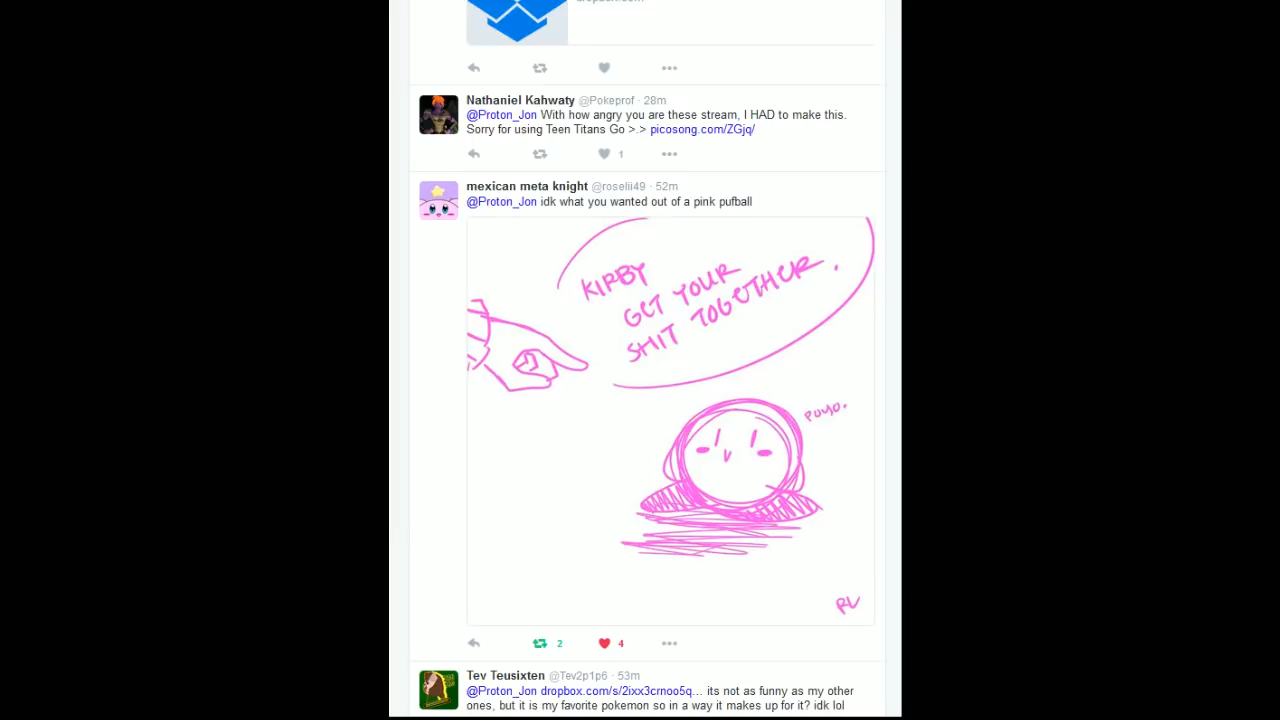 Nathaniel Kahwaty @Pokeprof · 28m
@Proton_Jon With how angry you are these stream, I HAD to make this.
Sorry for using Teen Titans Go >.> picosong.com/ZGjq/
1
mexican meta knight @roselii49 · 52m
@Proton_Jon idk what you wanted out of a pink pufball
KIRBY
GET YOUR
SHIT TOGETHER.
POYO.
RV
2 4
Tev Teusixten @Tev2p1p6 · 53m
@Proton_Jon dropbox.com/s/2ixx3crnoo5q... its not as funny as my other
ones, but it is my favorite pokemon so in a way it makes up for it? idk lol